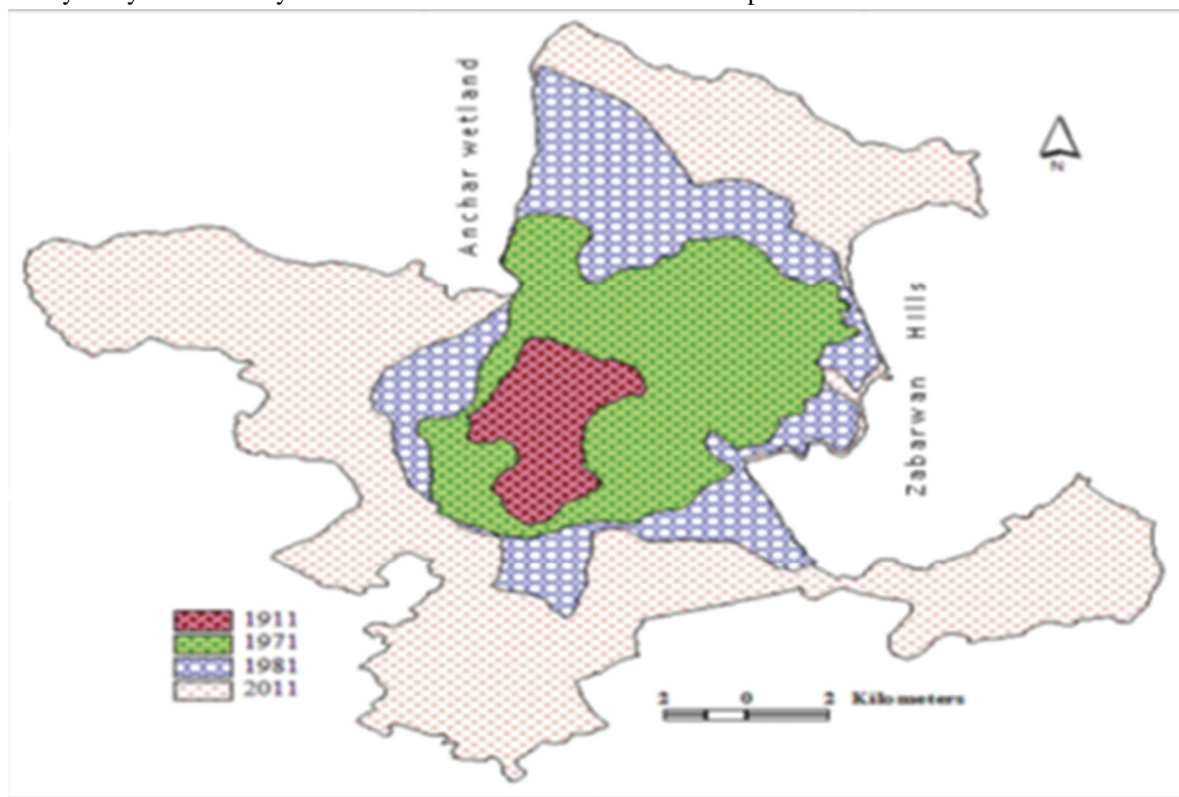 Anchar wetland
N
Zabarwan Hills
1911
1971
1981
2011
2 0 2 Kilometers